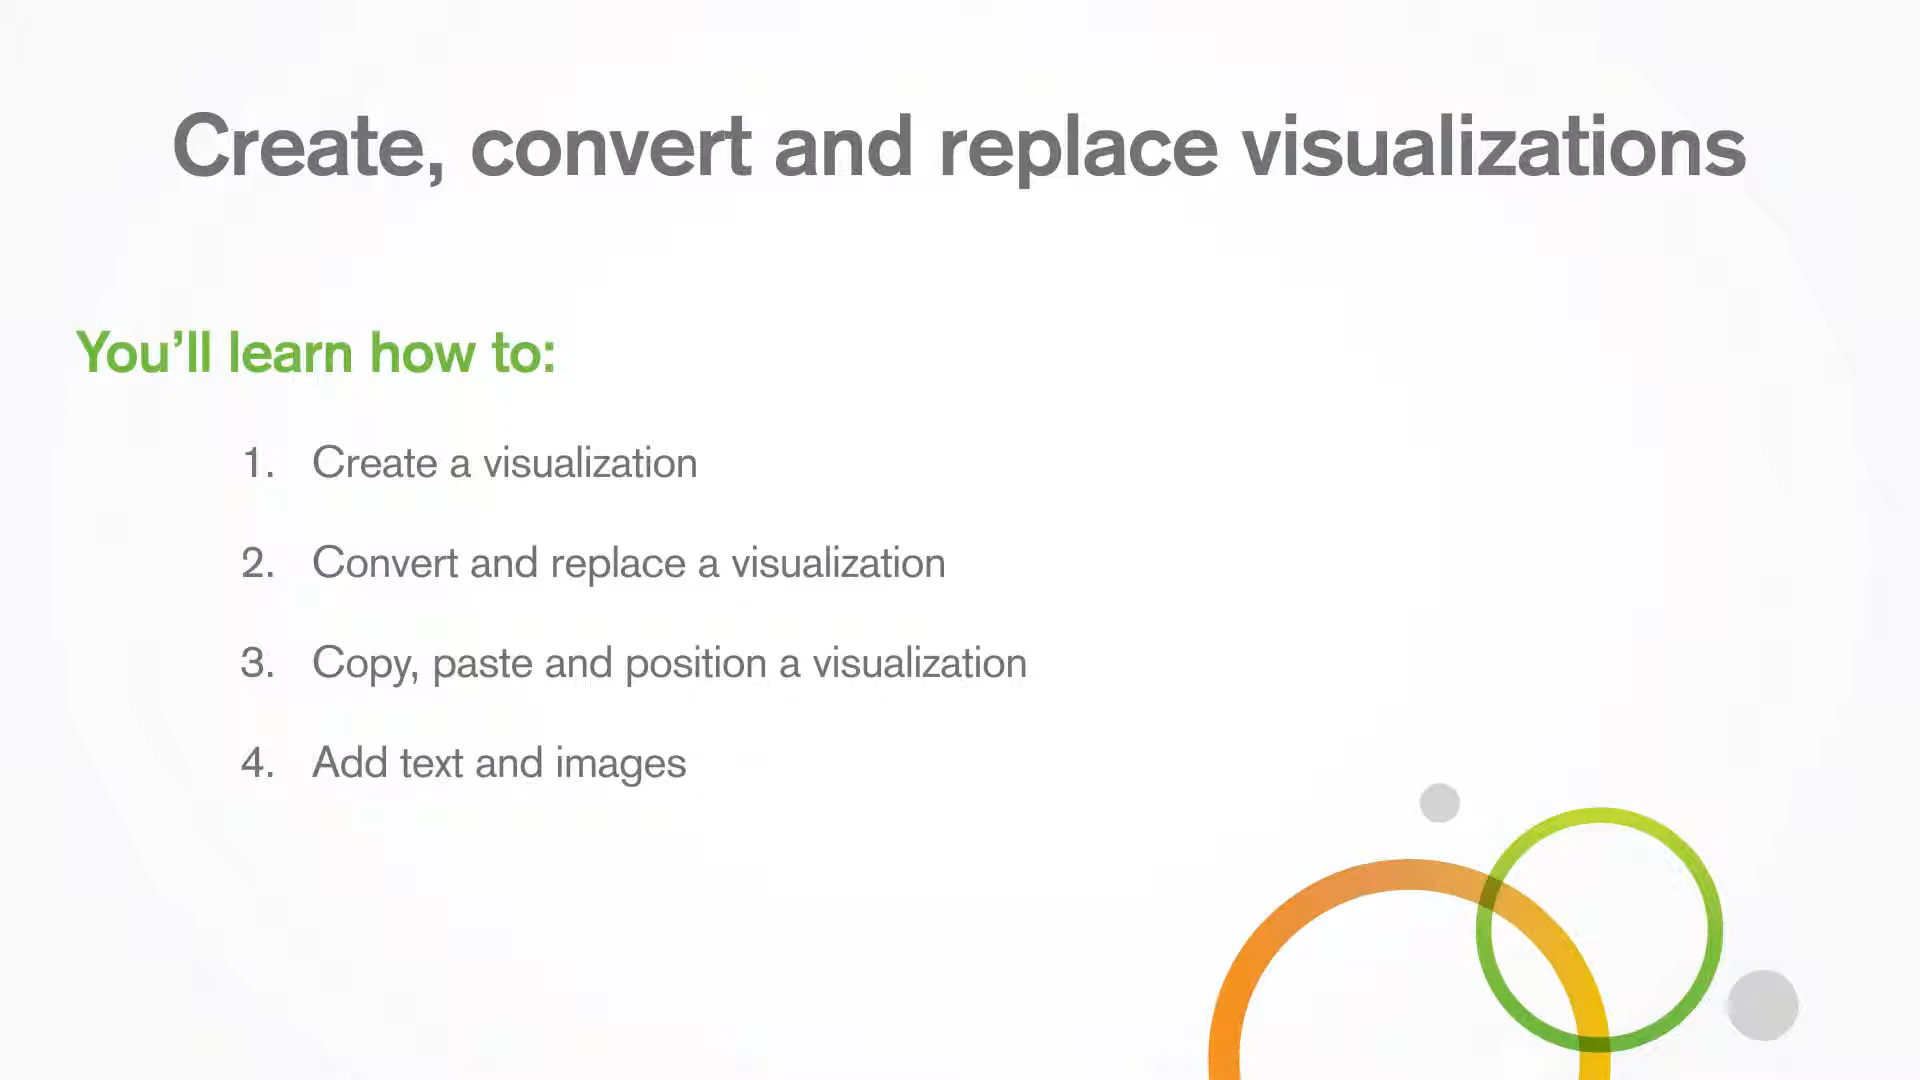 Create, convert and replace visualizations
You’ll learn how to:
1. Create a visualization
2. Convert and replace a visualization
3. Copy, paste and position a visualization
4. Add text and images